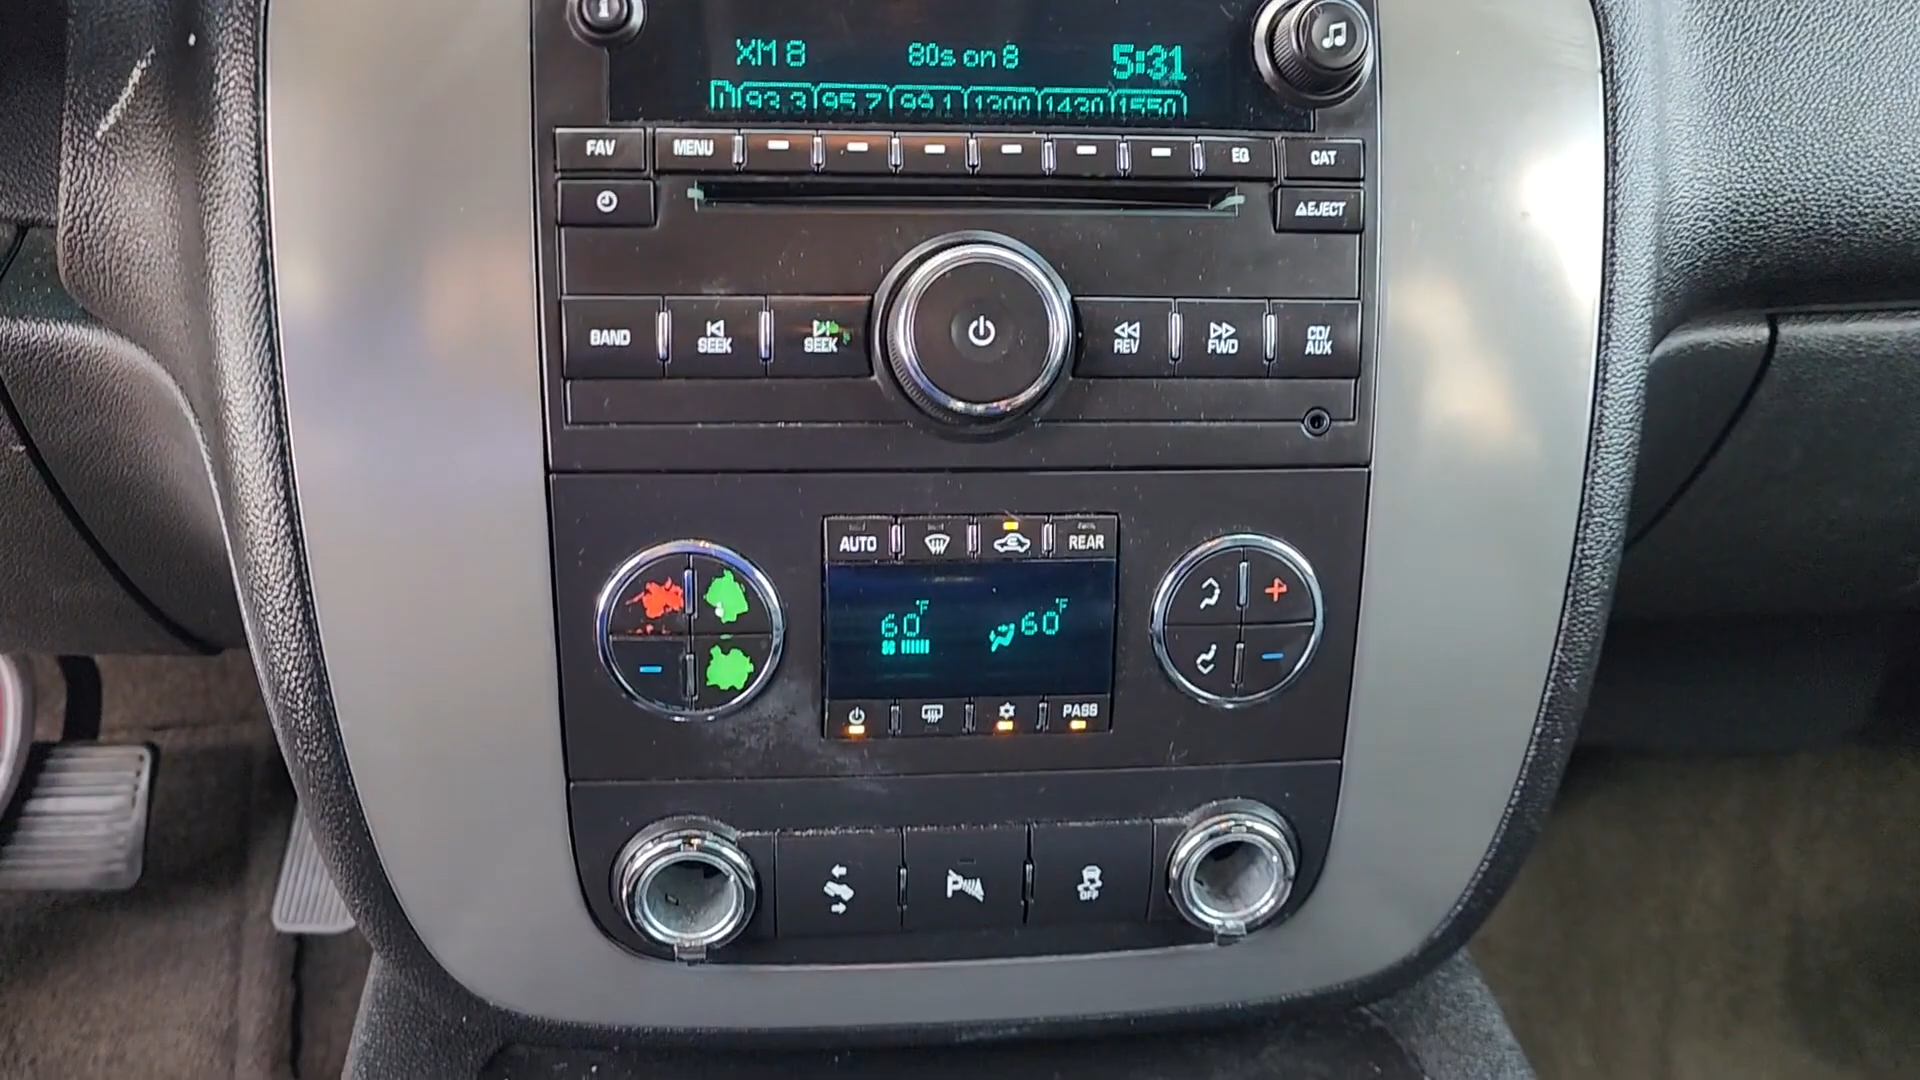 XM 8 80s on 8 5:31
93.3 95.7 99.1 1300 1430 1550
FAV MENU EQ CAT
EJECT
BAND SEEK SEEK REV FWD CD/AUX
AUTO REAR
60°F 60°F
PASS
P OFF